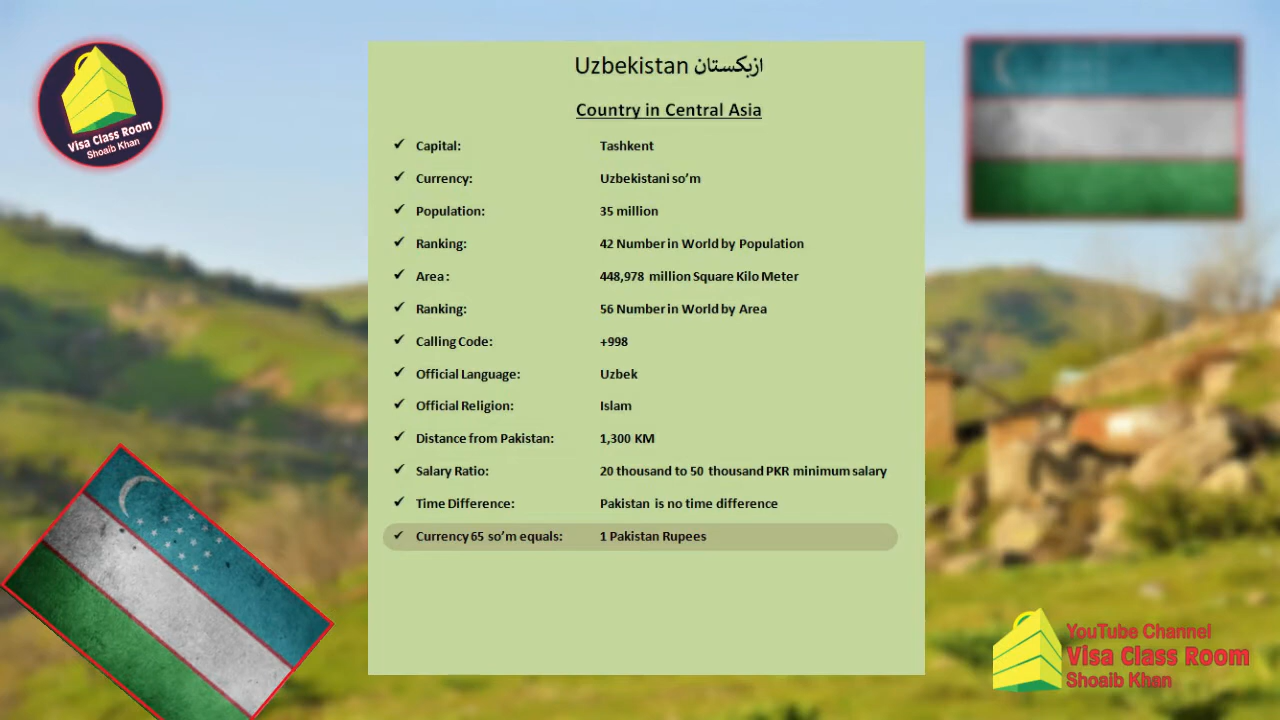 Visa Class Room
Shoaib Khan
Uzbekistan ازبکستان
Country in Central Asia
✓ Capital: Tashkent
✓ Currency: Uzbekistani so’m
✓ Population: 35 million
✓ Ranking: 42 Number in World by Population
✓ Area : 448,978 million Square Kilo Meter
✓ Ranking: 56 Number in World by Area
✓ Calling Code: +998
✓ Official Language: Uzbek
✓ Official Religion: Islam
✓ Distance from Pakistan: 1,300 KM
✓ Salary Ratio: 20 thousand to 50 thousand PKR minimum salary
✓ Time Difference: Pakistan is no time difference
✓ Currency 65 so’m equals: 1 Pakistan Rupees
YouTube Channel
Visa Class Room
Shoaib Khan